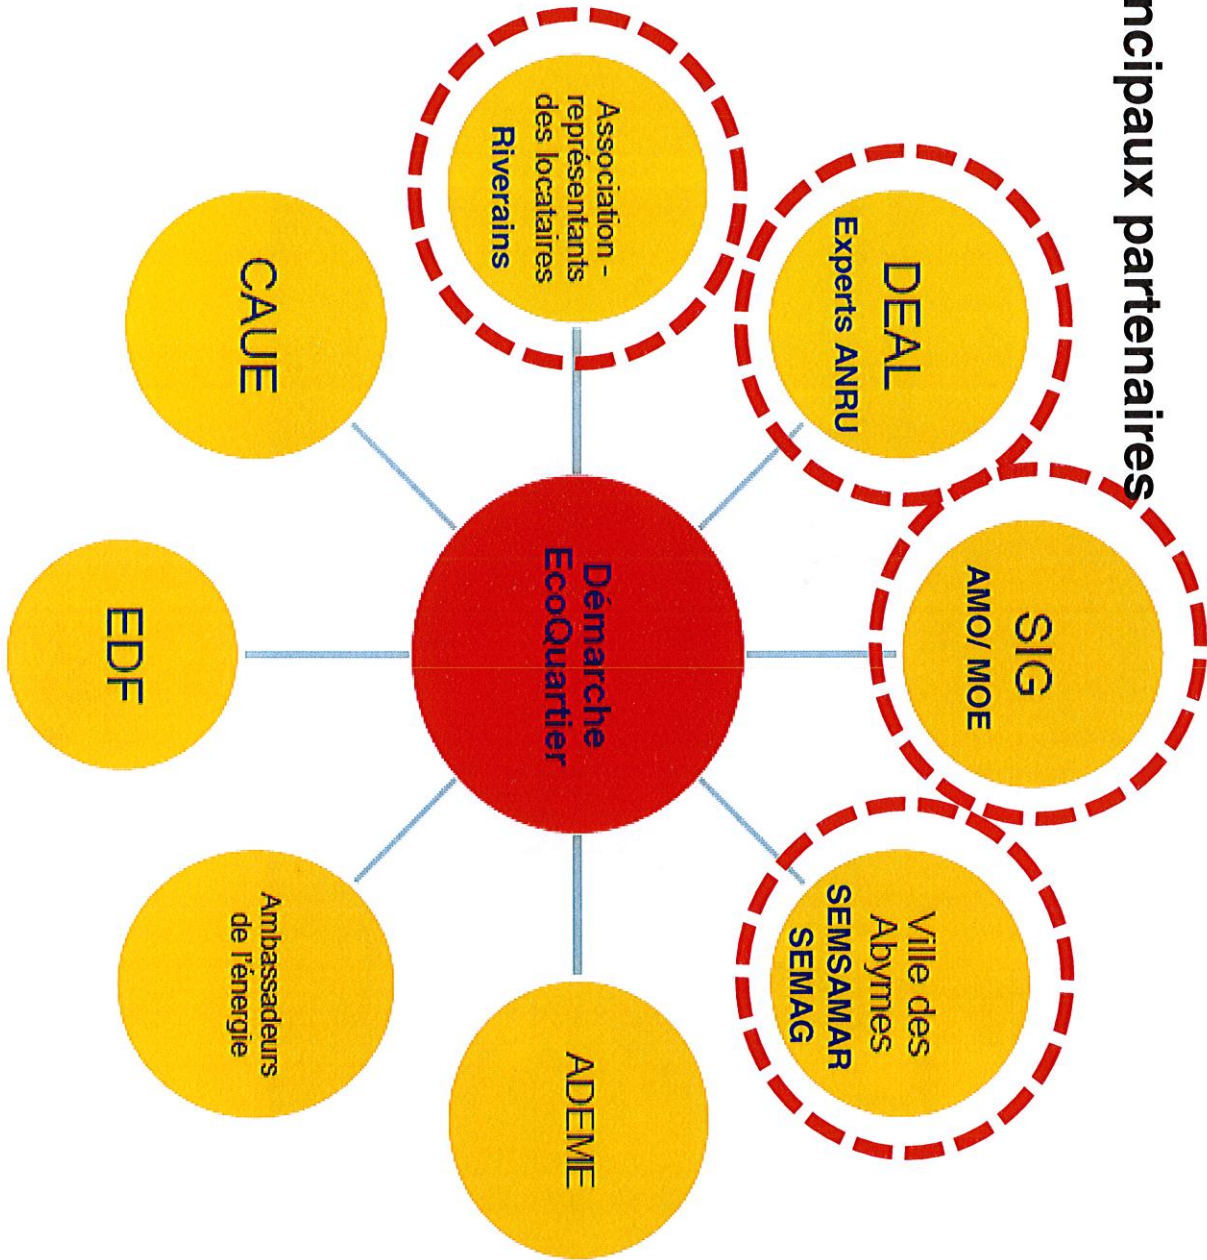 ncipaux partenaires
SIG
AMO/ MOE
DEAL
Experts ANRU
Ville des
Abymes
SEMSAMAR
SEMAG
Association -
représentants
des locataires
Riverains
Démarche
EcoQuartier
ADEME
CAUE
Ambassadeurs
de l'énergie
EDF